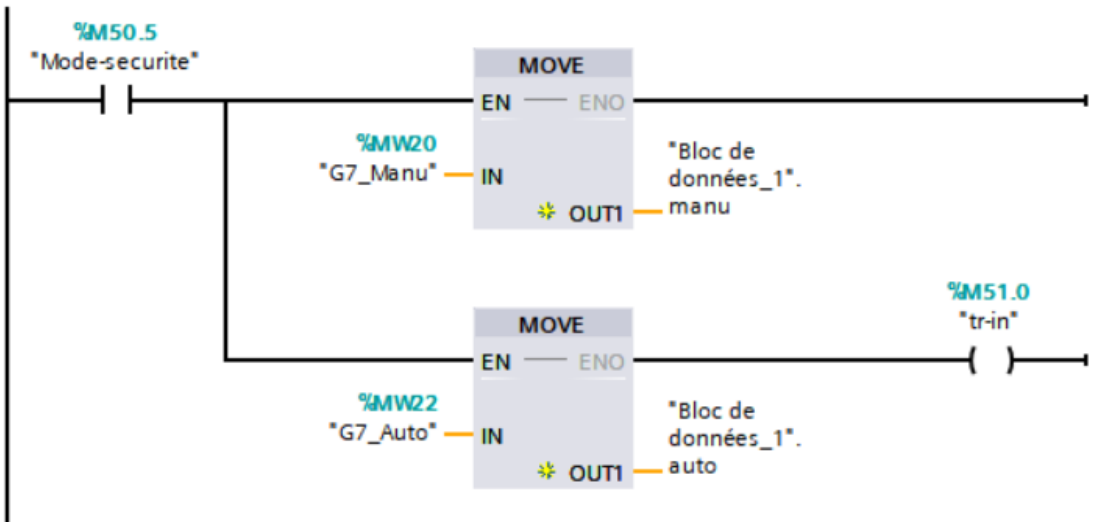 %M50.5
"Mode-securite"
MOVE
EN
ENO
%MW20
"G7_Manu"
IN
OUT1
"Bloc de
données_1".
manu
MOVE
EN
ENO
%M51.0
"tr-in"
%MW22
"G7_Auto"
IN
OUT1
"Bloc de
données_1".
auto